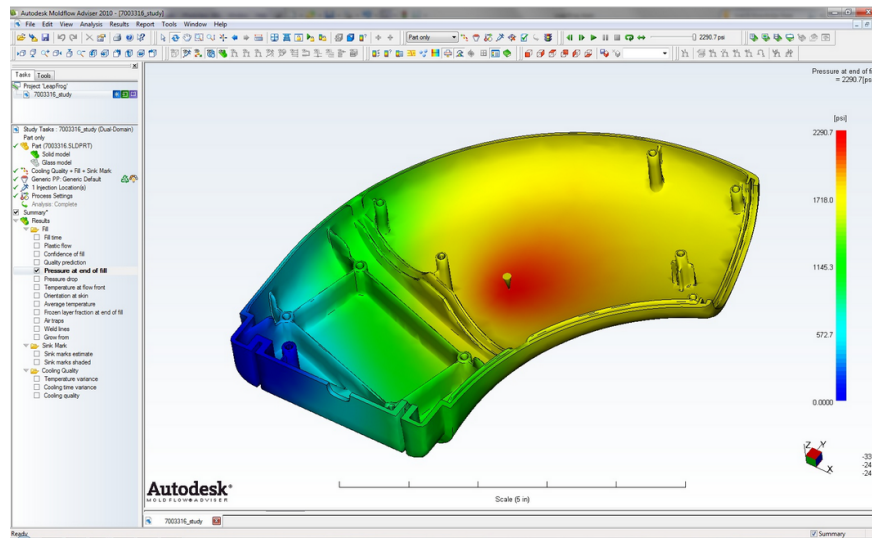 Autodesk Moldflow Adviser 2010 - [7003316_study]
File Edit View Analysis Results Report Tools Window Help
Part only
2290.7 psi
Tasks Tools
Project 'Leapfrog'
7003316_study
Study Tasks : 7003316_study (Dual-Domain)
Part only
Part (7003316.SLDPRT)
Solid model
Glass model
Cooling Quality + Fill + Sink Mark
Generic PP: Generic Default
1 Injection Location(s)
Process Settings
Analysis: Complete
Summary*
Results
Fill
Fill time
Plastic flow
Confidence of fill
Quality prediction
Pressure at end of fill
Pressure drop
Temperature at flow front
Orientation at skin
Average temperature
Frozen layer fraction at end of fill
Air traps
Weld lines
Grow from
Sink Mark
Sink marks estimate
Sink marks shaded
Cooling Quality
Temperature variance
Cooling time variance
Cooling quality
Pressure at end of fi
= 2290.7[psi
[psi]
2290.7
1718.0
1145.3
572.7
0.0000
Z Y
X
-33
-24
-24
Autodesk®
MOLDFLOW ADVISER
Scale (5 in)
7003316_study
Ready
Summary